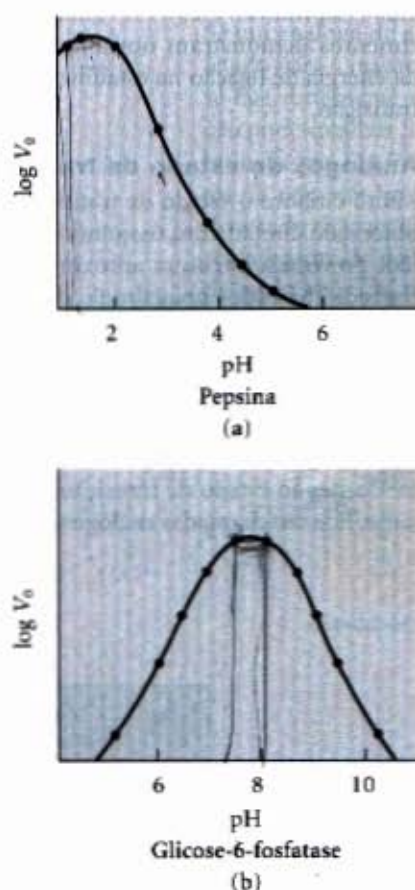 log V₀
2 4 6
pH
Pepsina
(a)
log V₀
6 8 10
pH
Glicose-6-fosfatase
(b)